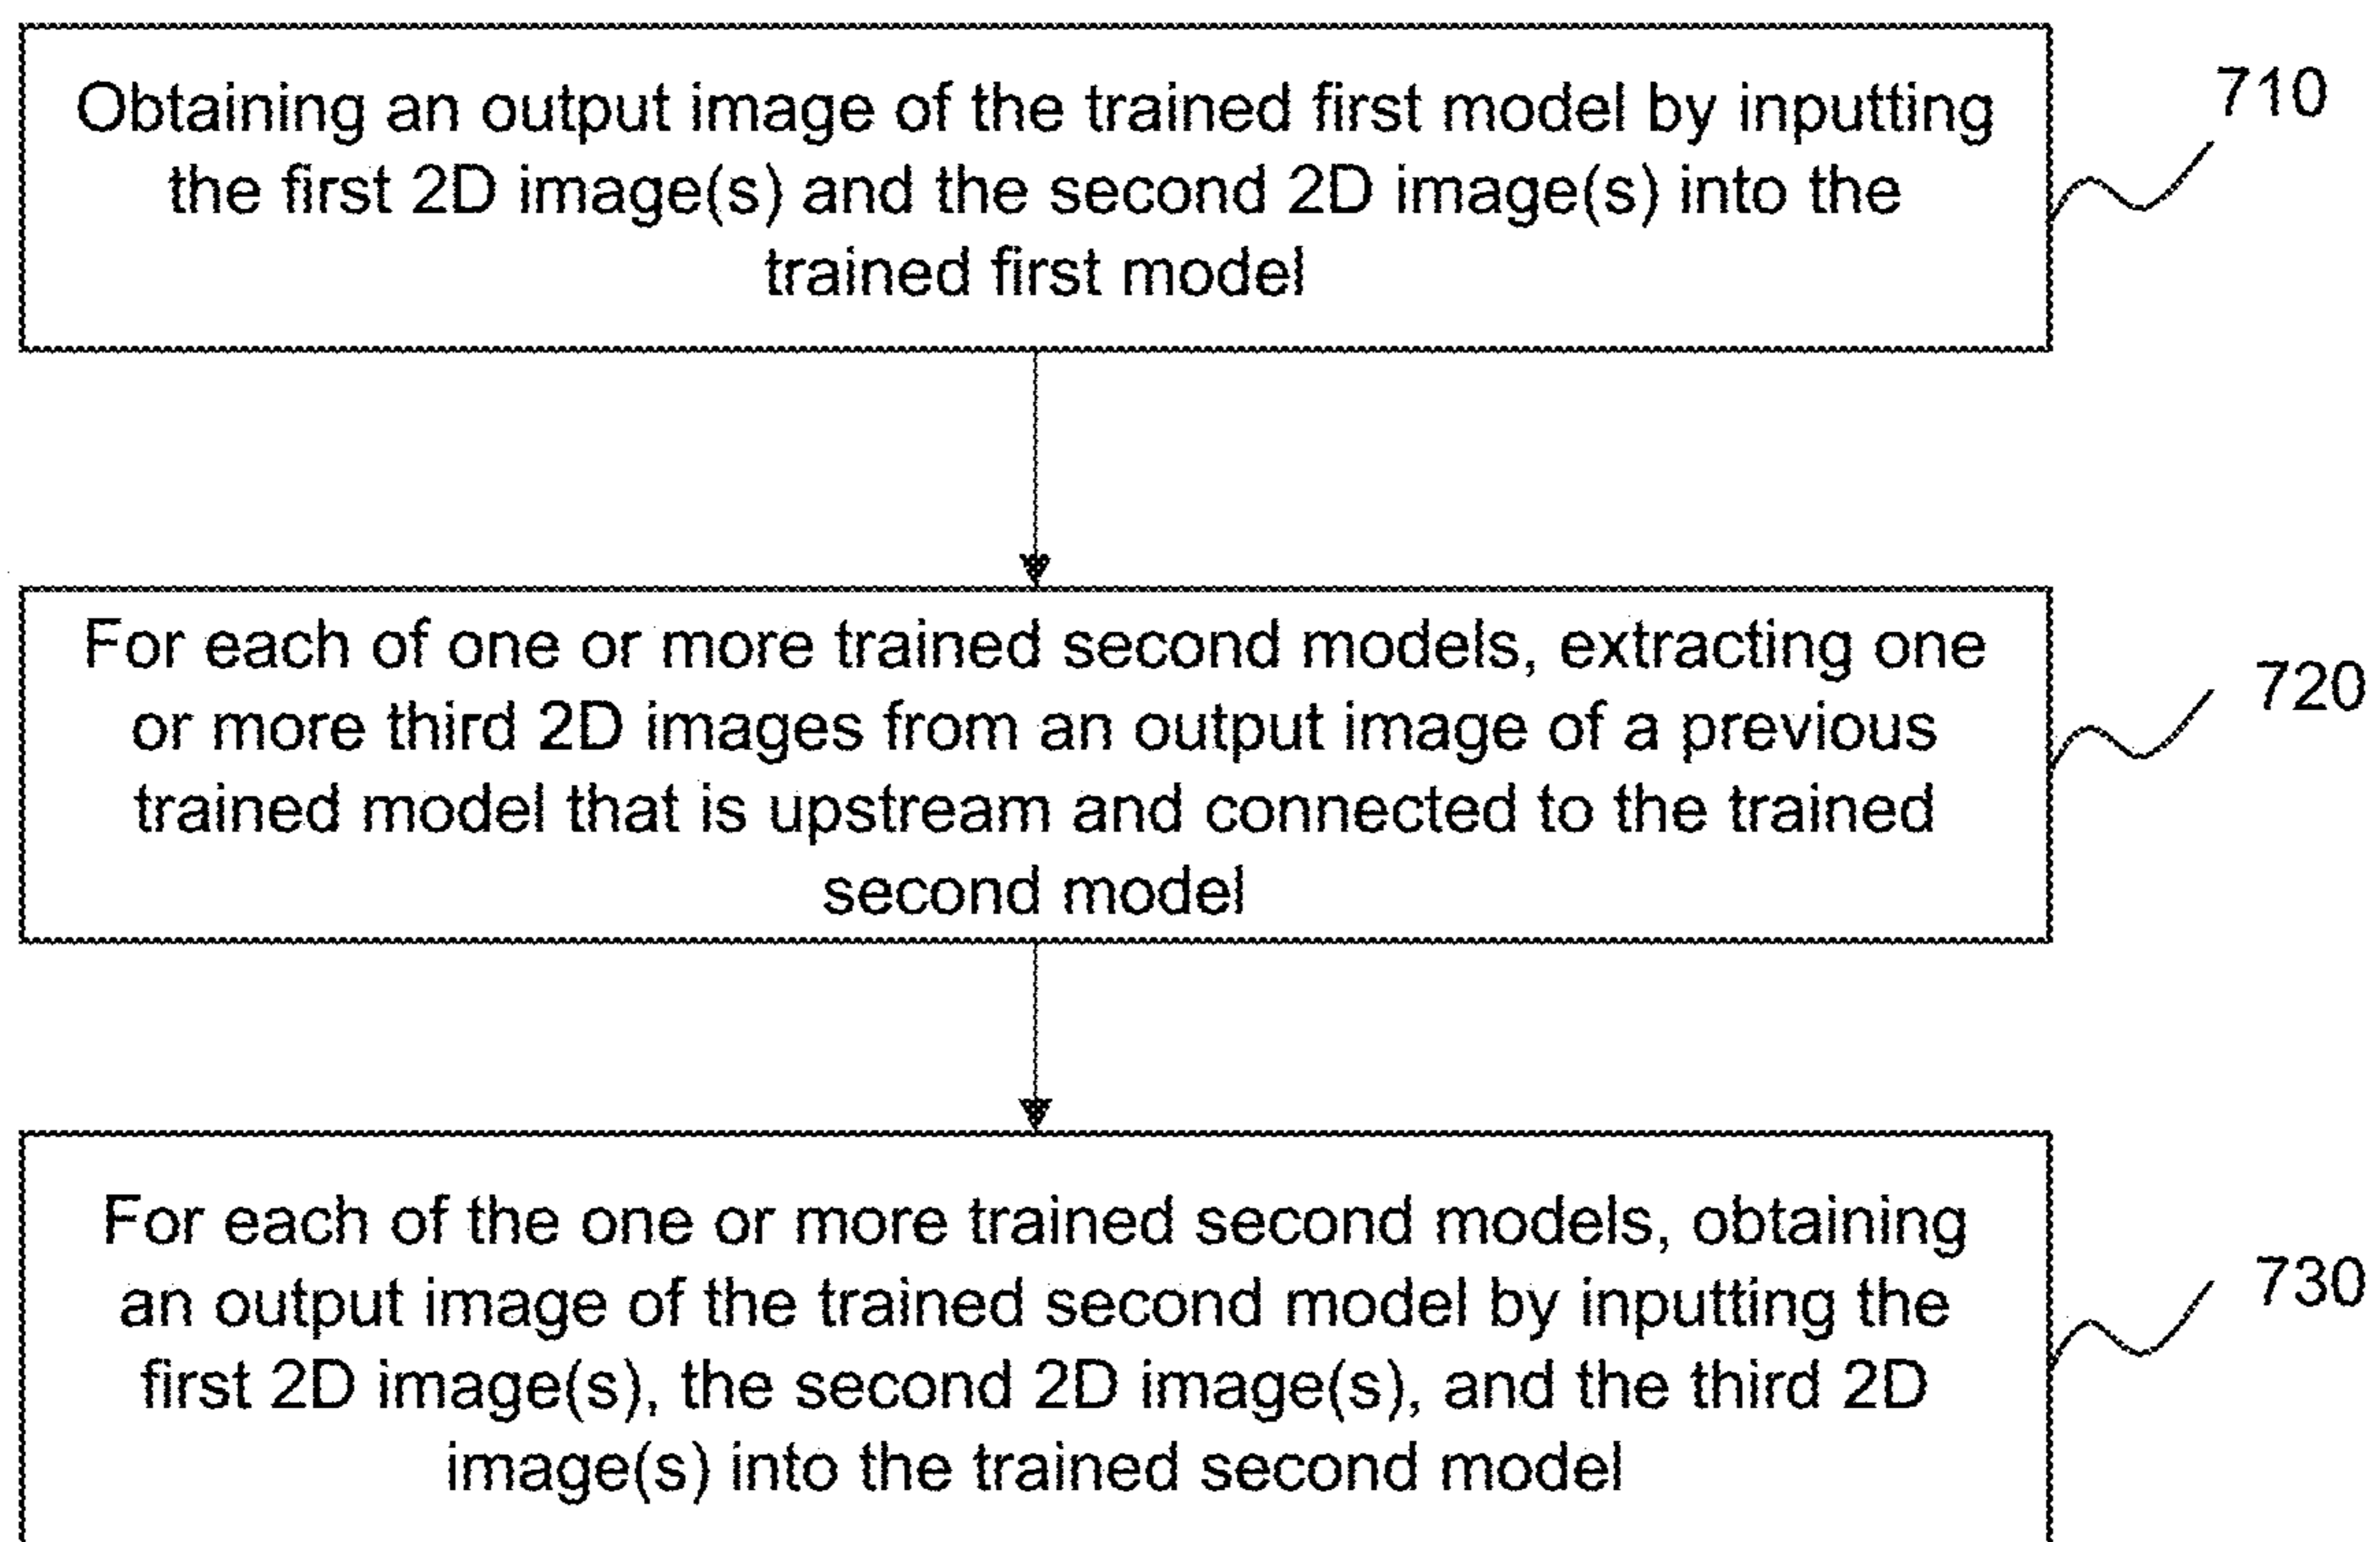 Obtaining an output image of the trained first model by inputting
the first 2D image(s) and the second 2D image(s) into the
trained first model
710
For each of one or more trained second models, extracting one
or more third 2D images from an output image of a previous
trained model that is upstream and connected to the trained
second model
720
For each of the one or more trained second models, obtaining
an output image of the trained second model by inputting the
first 2D image(s), the second 2D image(s), and the third 2D
image(s) into the trained second model
730